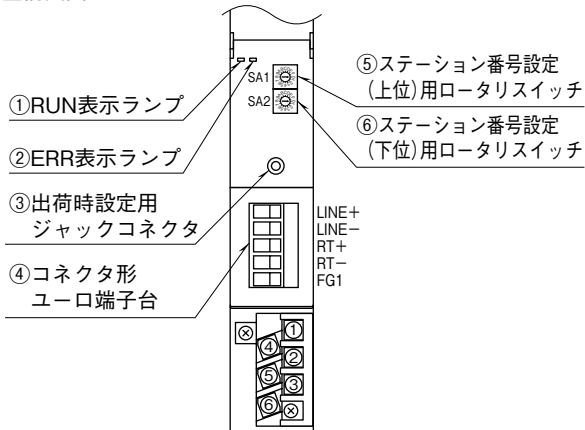 SA1
SA2
①RUN表示ランプ
②ERR表示ランプ
③出荷時設定用
ジャックコネクタ
④コネクタ形
ユーロ端子台
⑤ステーション番号設定
(上位)用ロータリスイッチ
⑥ステーション番号設定
(下位)用ロータリスイッチ
LINE+
LINE−
RT+
RT−
FG1
①
④
②
⑤
③
⑥